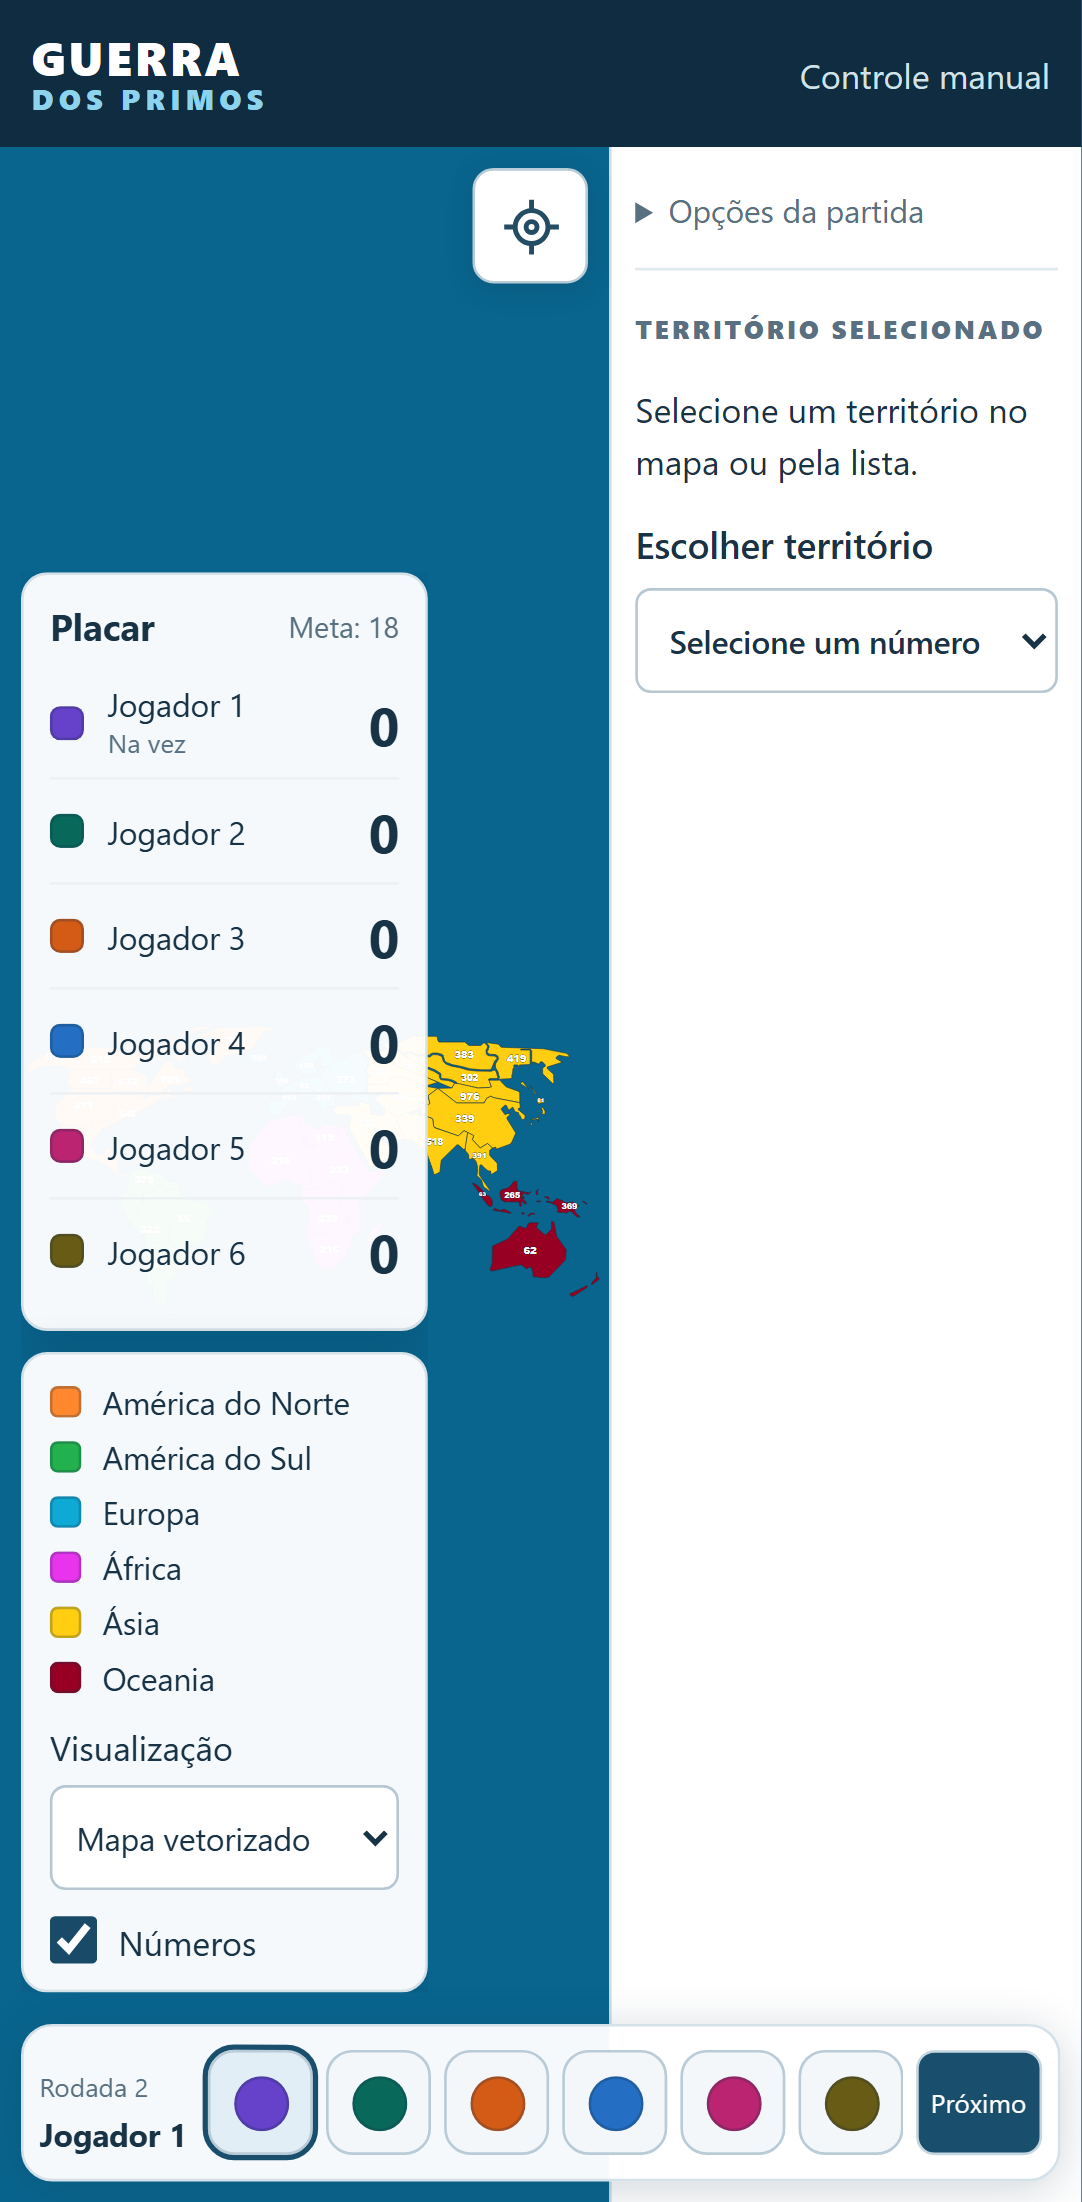 GUERRA
DOS PRIMOS
Controle manual
Opções da partida
TERRITÓRIO SELECIONADO
Selecione um território no
mapa ou pela lista.
Escolher território
Selecione um número
Placar
Meta: 18
Jogador 1
Na vez
0
Jogador 2
0
Jogador 3
0
Jogador 4
0
Jogador 5
0
Jogador 6
0
383
419
302
976
339
518
391
265
369
62
América do Norte
América do Sul
Europa
África
Ásia
Oceania
Visualização
Mapa vetorizado
Números
Rodada 2
Jogador 1
Próximo